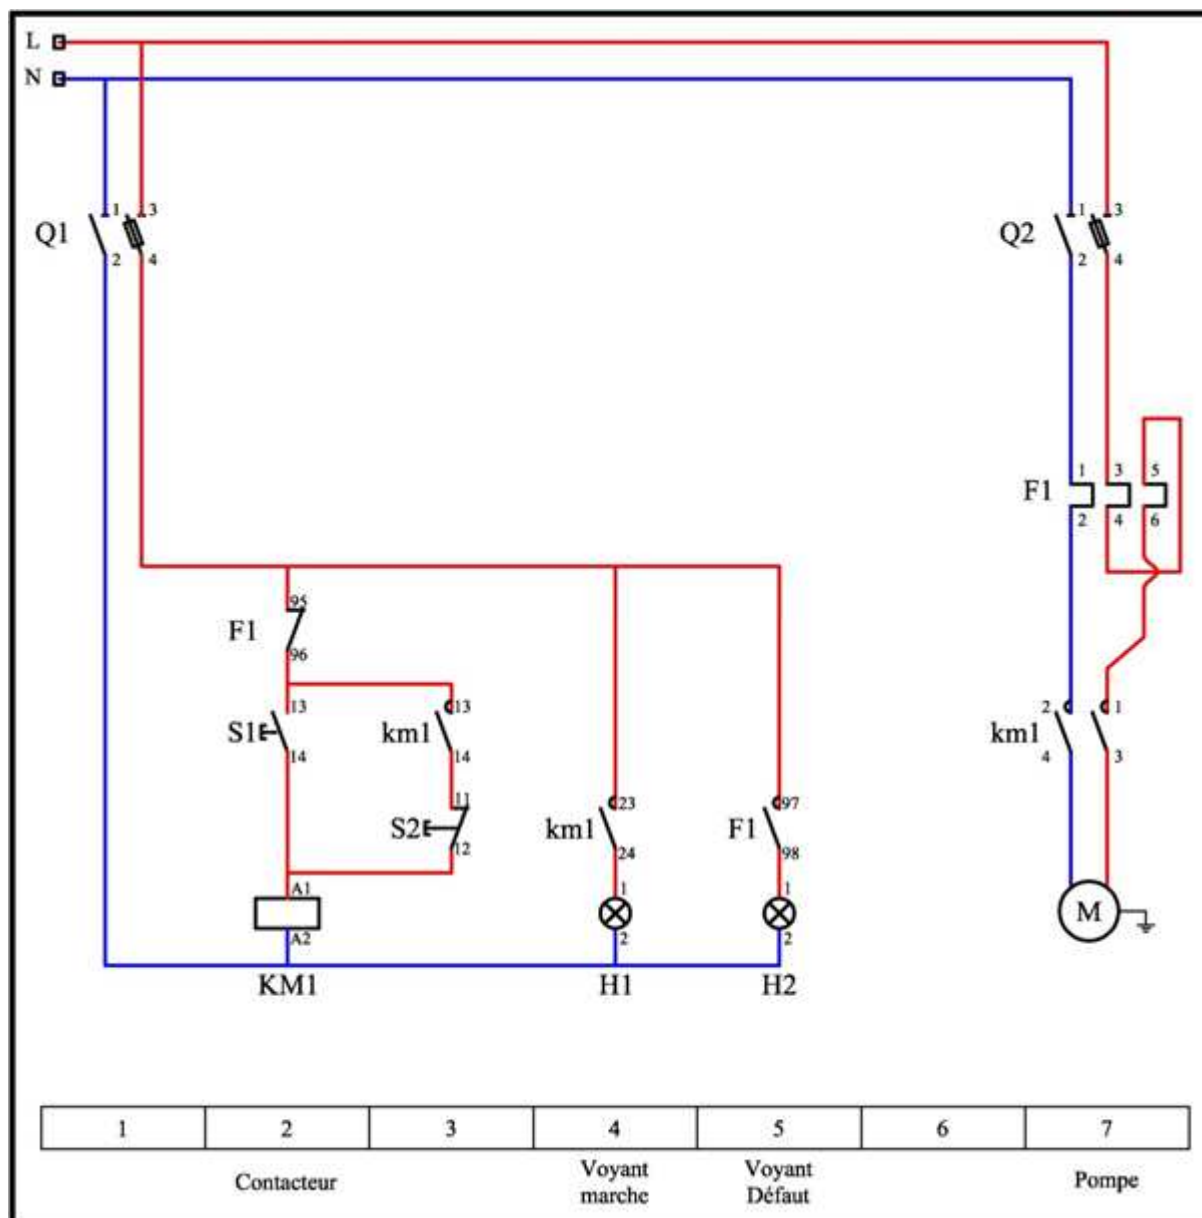 L
N
1 3
Q1
2 4
1 3
Q2
2 4
1 3 5
F1
2 4 6
95
F1
96
13
S1
14
13
km1
14
11
S2
12
23
km1
24
97
F1
98
2 1
km1
4 3
A1
A2
KM1
1
2
H1
1
2
H2
M
1 2 3 4 5 6 7
Contacteur
Voyant
marche
Voyant
Défaut
Pompe